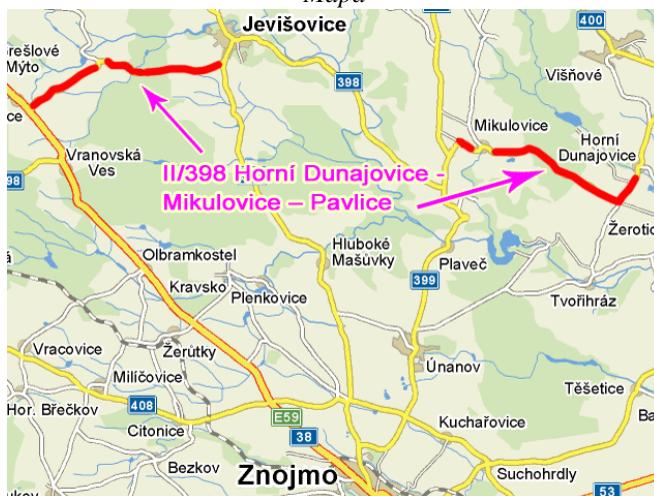 Mapa
Jevišovice
400
Mýto
398
Višňové
Mikulovice
Horní
Dunajovice
Vranovská
Ves
II/398 Horní Dunajovice -
Mikulovice – Pavlice
98
Žerotic
Hluboké
Mašůvky
Olbramkostel
Plaveč
Kravsko
Plenkovice
399
Tvořihráz
Vracovice
Žerůtky
Únanov
Milíčovice
Těšetice
Hor. Břečkov
408
E59
Citonice
38
Kuchařovice
Ba
Bezkov
Znojmo
Suchohrdly
53